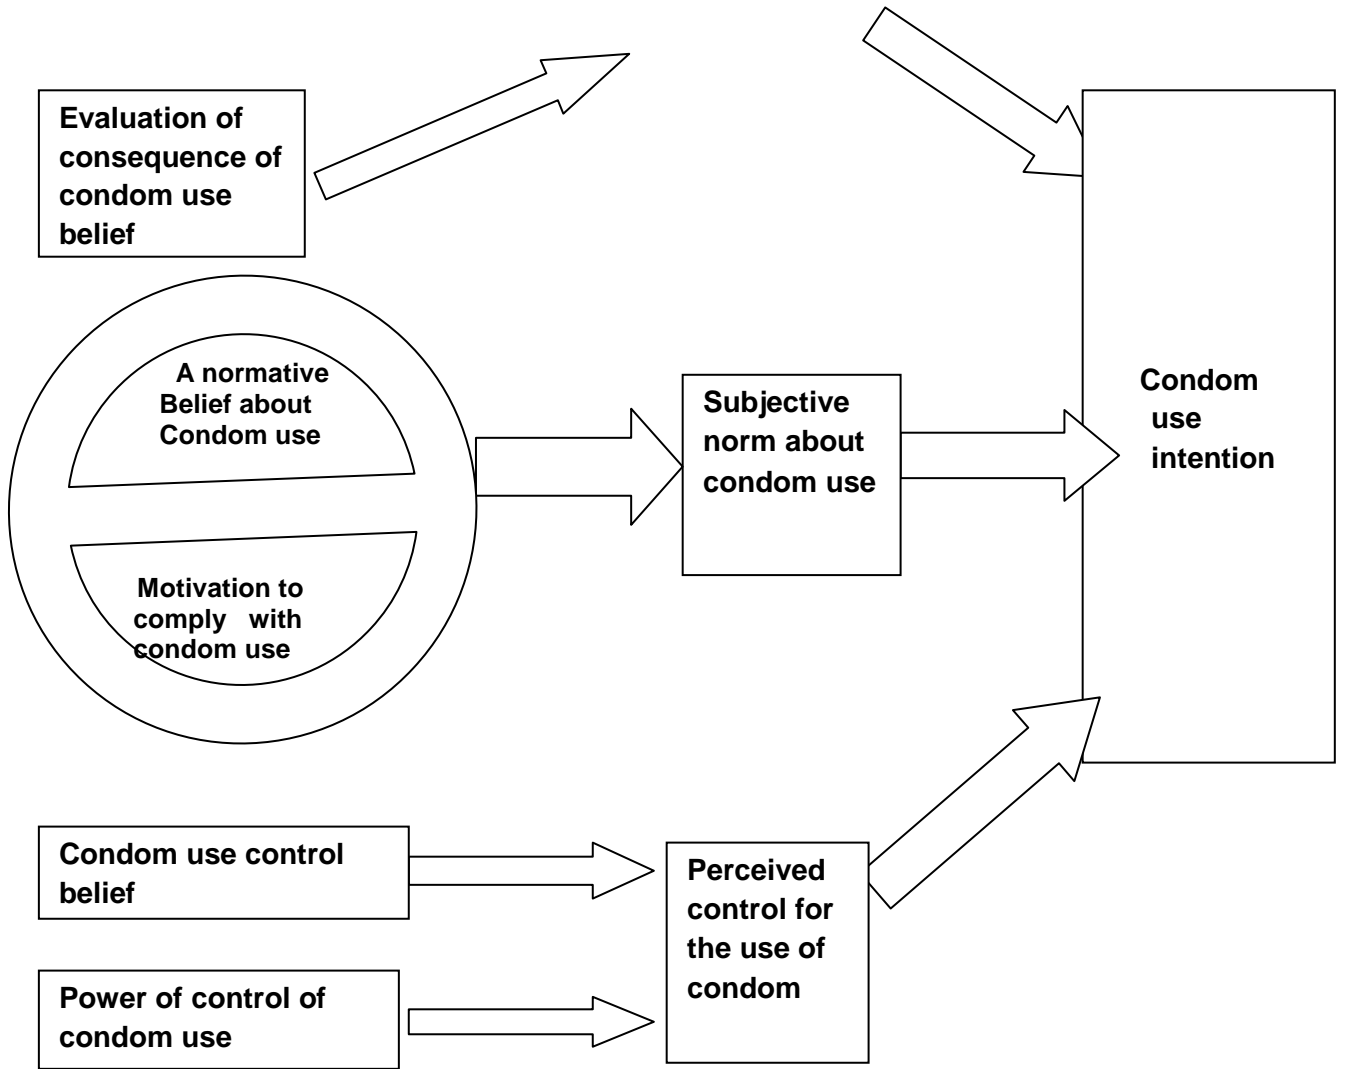 Evaluation of
consequence of
condom use
belief
A normative
Belief about
Condom use
Motivation to
comply with
condom use
Subjective
norm about
condom use
Condom
use
intention
Condom use control
belief
Power of control of
condom use
Perceived
control for
the use of
condom